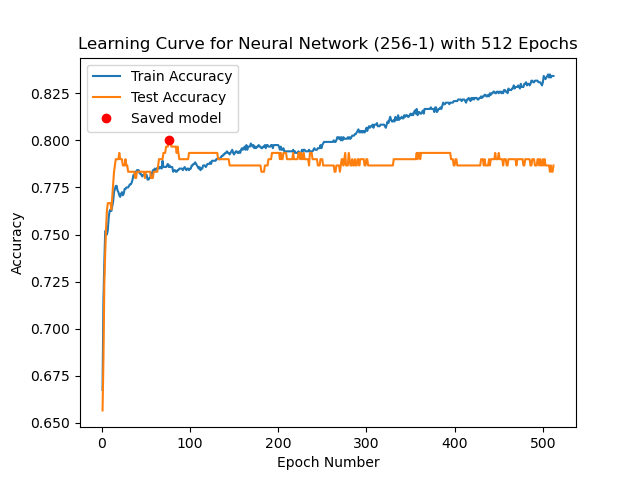 Learning Curve for Neural Network (256-1) with 512 Epochs
Train Accuracy
Test Accuracy
Saved model
0.825
0.800
0.775
0.750
0.725
0.700
0.675
0.650
Accuracy
0 100 200 300 400 500
Epoch Number